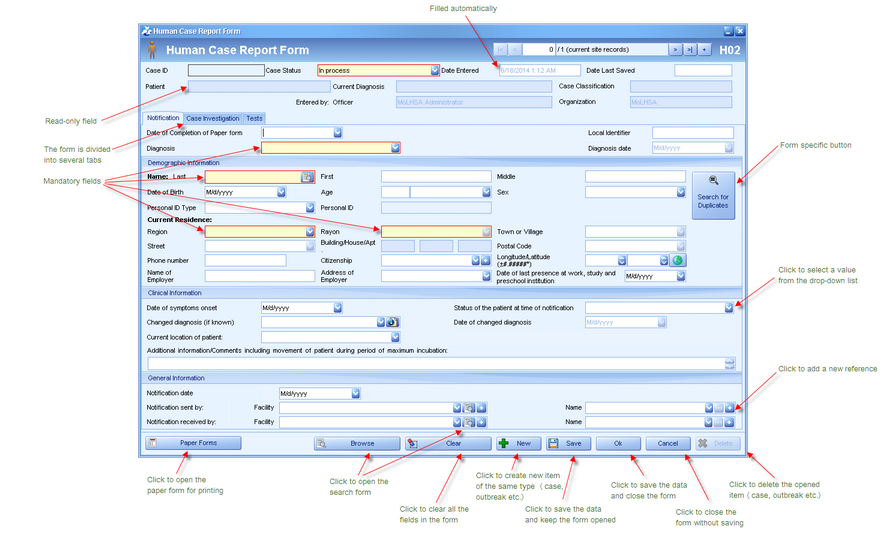 Filled automatically
Human Case Report Form
Human Case Report Form
0 /1 (current site records)
H02
Case ID Case Status In process Date Entered 6/18/2014 1:12 AM Date Last Saved
Patient Current Diagnosis Case Classification
Entered by: Officer MoLHSA Administrator Organization MoLHSA
Read-only field
Notification Case Investigation Tests
Date of Completion of Paper form Local Identifier
The form is divided
into several tabs
Diagnosis Diagnosis date M/d/yyyy
Form specific button
Demographic Information
Mandatory fields
Name: Last First Middle
Date of Birth M/d/yyyy Age Sex
Search for
Duplicates
Personal ID Type Personal ID
Current Residence:
Region Rayon Town or Village
Street Building/House/Apt Postal Code
Phone number Citizenship Longitude/Latitude
(±#.#####°)
Name of
Employer
Address of
Employer
Date of last presence at work, study and
preschool institution
M/d/yyyy
Click to select a value
from the drop-down list
Clinical Information
Date of symptoms onset M/d/yyyy Status of the patient at time of notification
Changed diagnosis (if known) Date of changed diagnosis M/d/yyyy
Current location of patient:
Additional information/Comments including movement of patient during period of maximum incubation:
Click to add a new reference
General Information
Notification date M/d/yyyy
Notification sent by: Facility Name
Notification received by: Facility Name
Paper Forms Browse Clear New Save Ok Cancel Delete
Click to open the
paper form for printing
Click to open the
search form
Click to clear all the
fields in the form
Click to create new item
of the same type ( case,
outbreak etc.)
Click to save the data
and keep the form opened
Click to save the data
and close the form
Click to close the
form without saving
Click to delete the opened
item ( case, outbreak etc.)